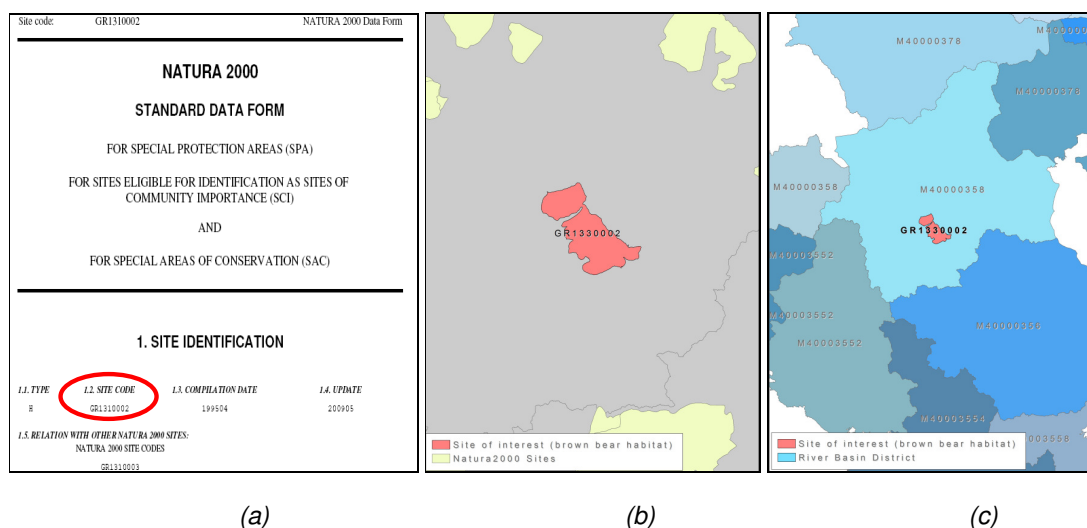 Site code: GR1310002 NATURA 2000 Data Form
NATURA 2000
STANDARD DATA FORM
FOR SPECIAL PROTECTION AREAS (SPA)
FOR SITES ELIGIBLE FOR IDENTIFICATION AS SITES OF
COMMUNITY IMPORTANCE (SCI)
AND
FOR SPECIAL AREAS OF CONSERVATION (SAC)
1. SITE IDENTIFICATION
1.1. TYPE 1.2. SITE CODE 1.3. COMPILATION DATE 1.4. UPDATE
H GR1310002 199504 200905
1.5. RELATION WITH OTHER NATURA 2000 SITES:
NATURA 2000 SITE CODES
GR1310003
(a)
GR1330002
Site of interest (brown bear habitat)
Natura2000 Sites
(b)
M40000378
M40000378
M40000358
M40000358
GR1330002
M40003552
M40003552
M40003554
Site of interest (brown bear habitat)
River Basin District
(c)